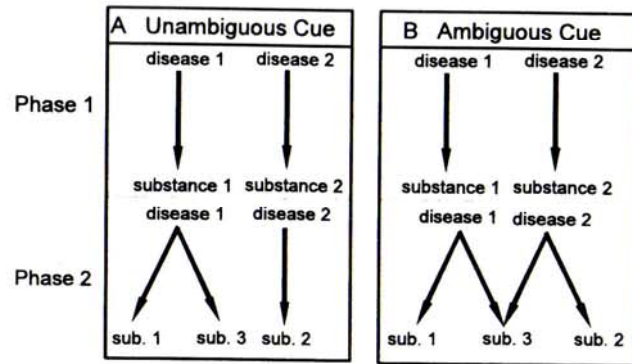 A Unambiguous Cue
B Ambiguous Cue
disease 1 disease 2
disease 1 disease 2
Phase 1
substance 1 substance 2
substance 1 substance 2
disease 1 disease 2
disease 1 disease 2
Phase 2
sub. 1 sub. 3 sub. 2
sub. 1 sub. 3 sub. 2